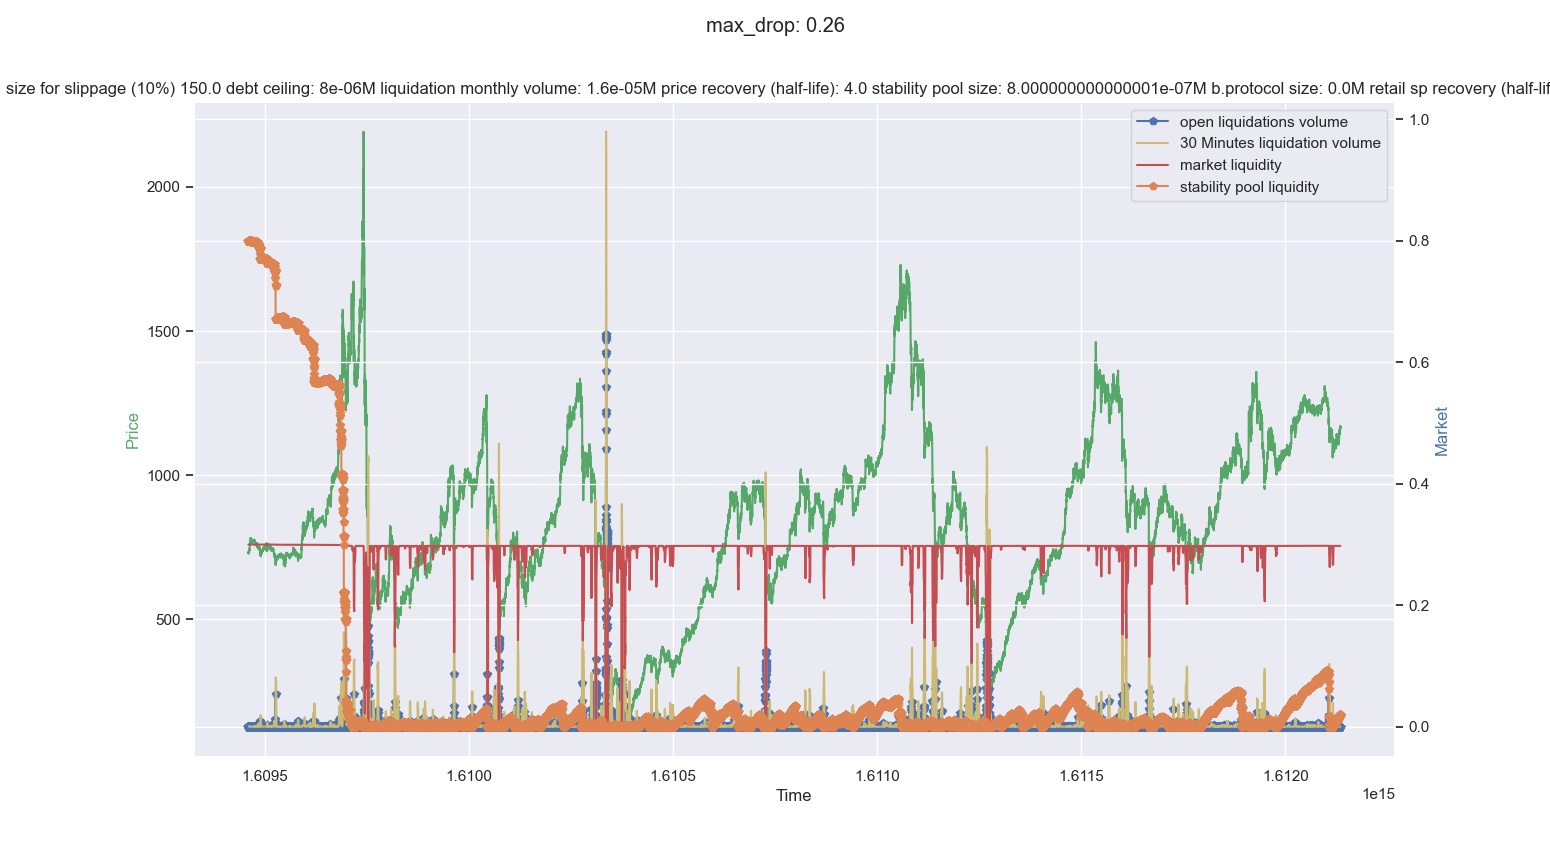 max_drop: 0.26
size for slippage (10%) 150.0 debt ceiling: 8e-06M liquidation monthly volume: 1.6e-05M price recovery (half-life): 4.0 stability pool size: 8.000000000000001e-07M b.protocol size: 0.0M retail sp recovery (half-lif
open liquidations volume
30 Minutes liquidation volume
market liquidity
stability pool liquidity
Price
2000
1500
1000
500
Market
1.0
0.8
0.6
0.4
0.2
0.0
1.6095 1.6100 1.6105 1.6110 1.6115 1.6120
Time
1e15